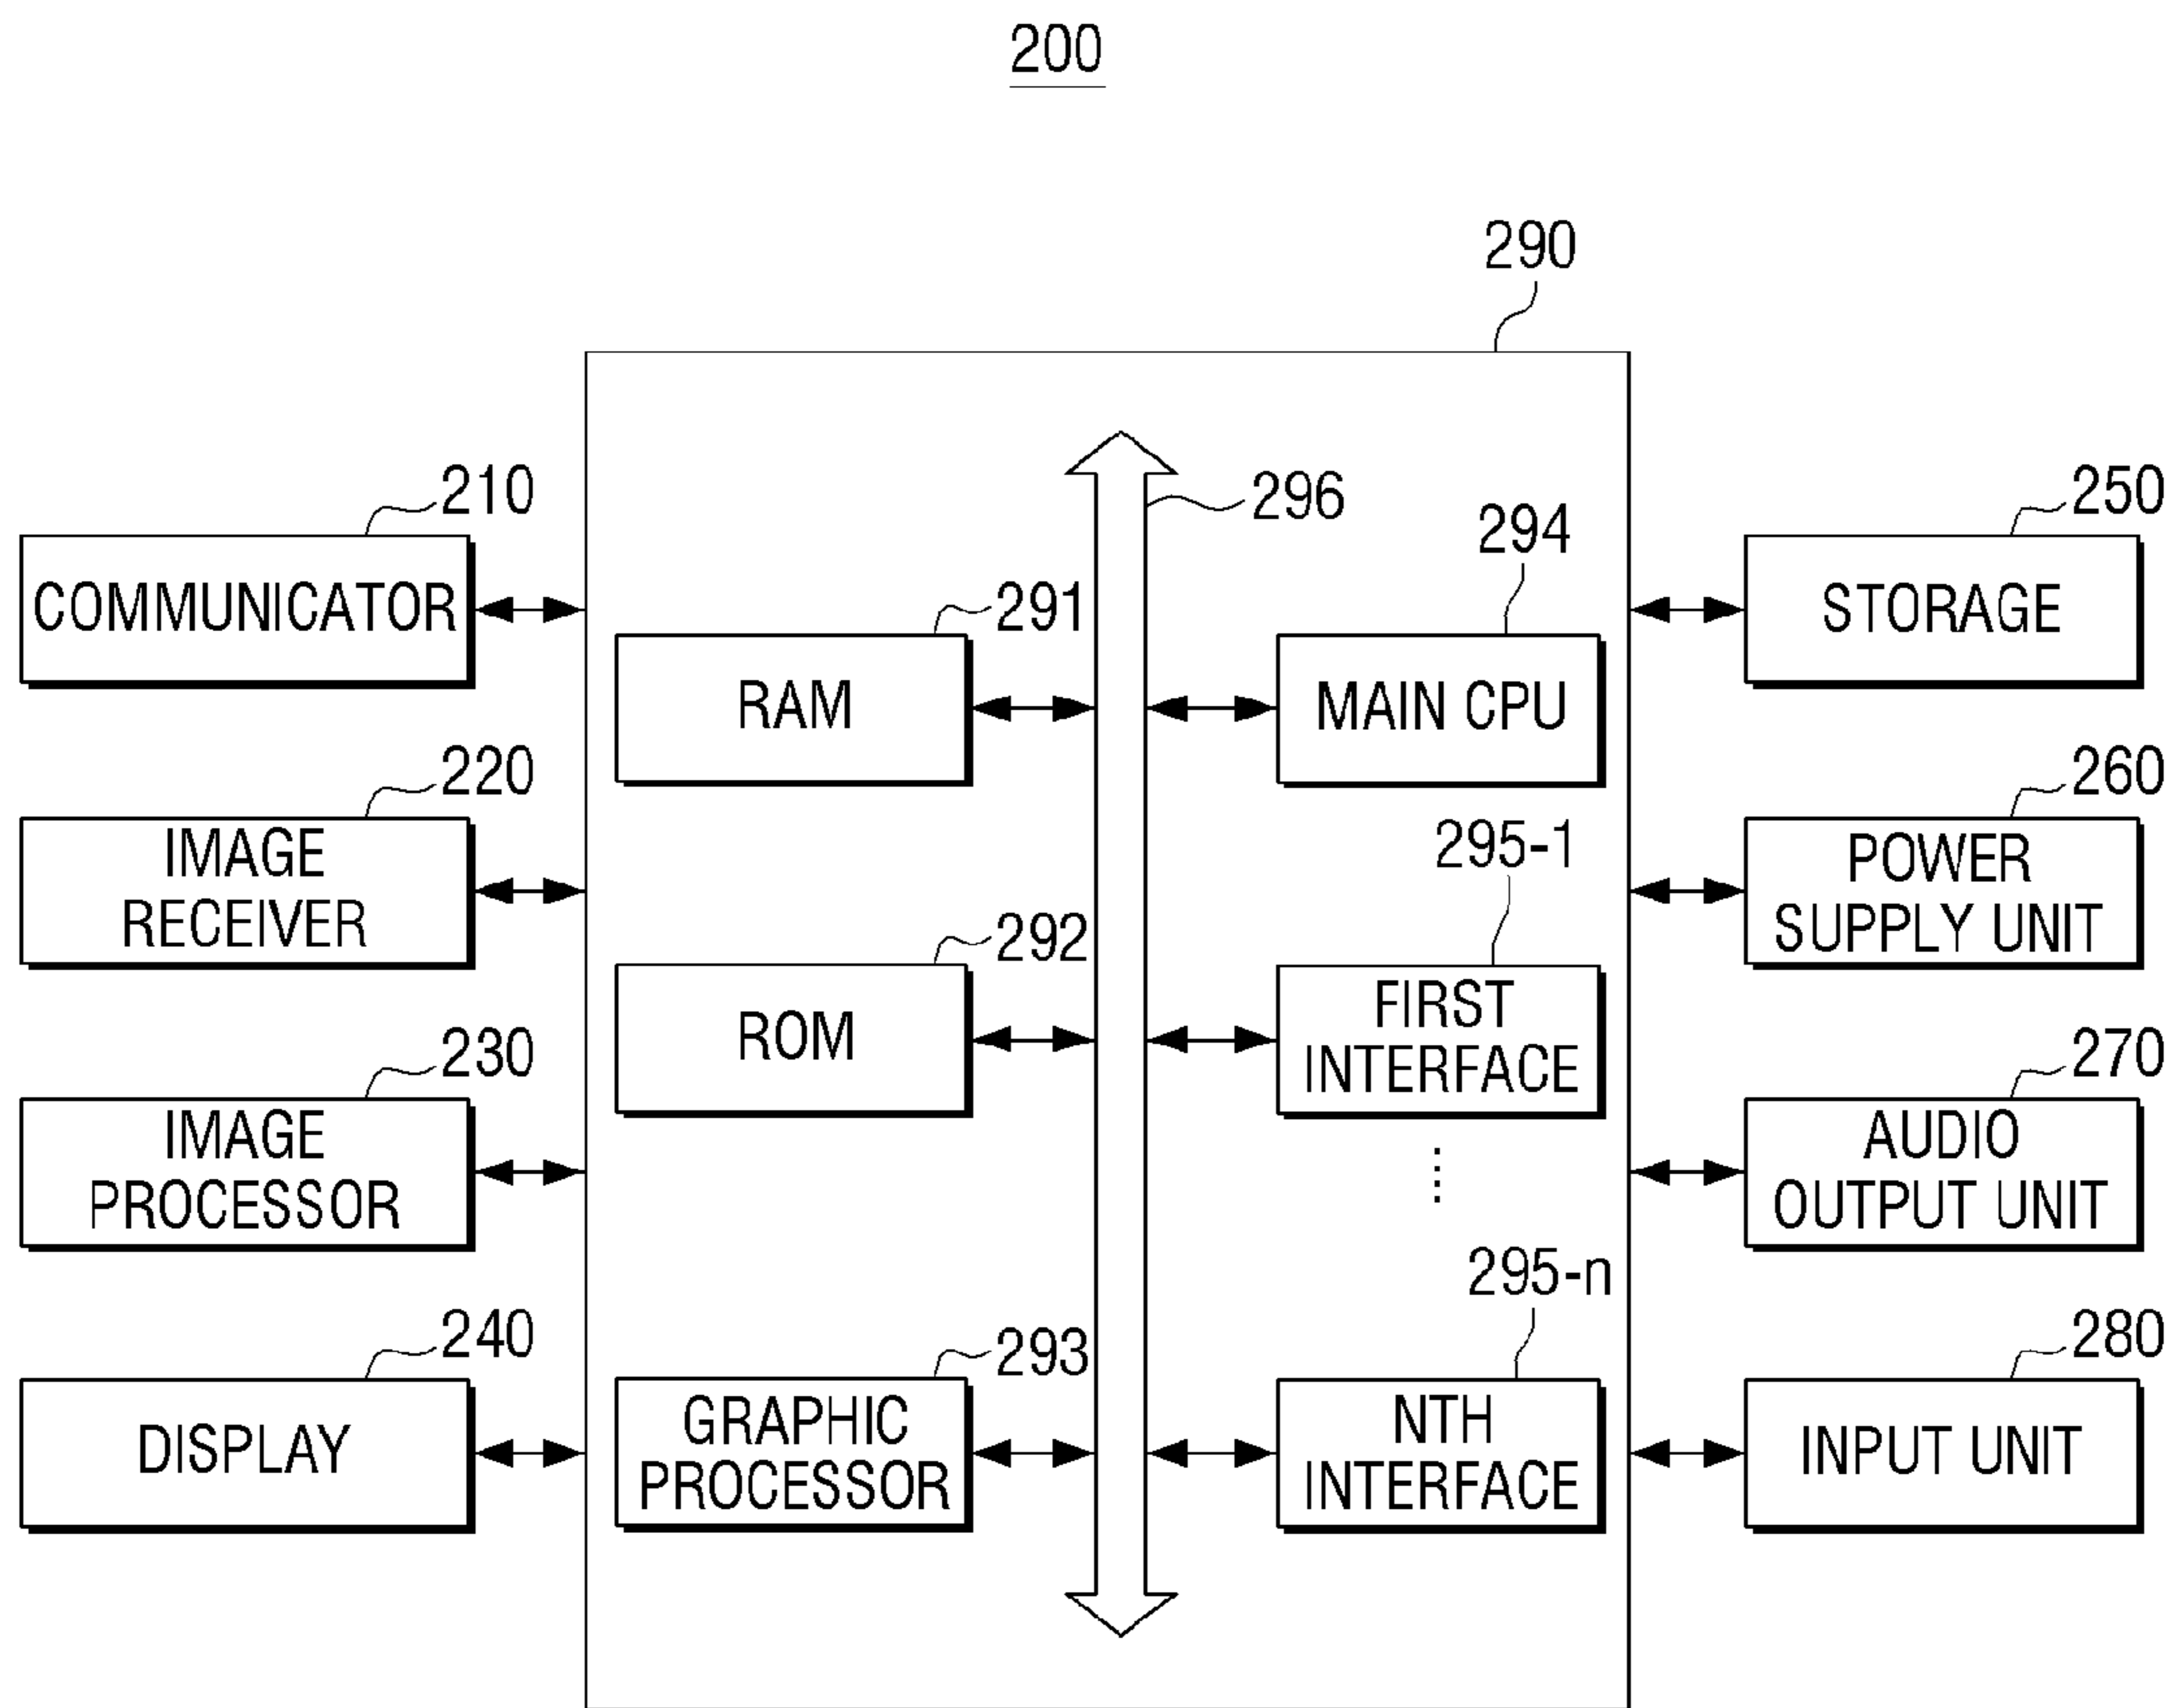 200
290
210
COMMUNICATOR
220
IMAGE
RECEIVER
230
IMAGE
PROCESSOR
240
DISPLAY
296
291
RAM
292
ROM
293
GRAPHIC
PROCESSOR
294
MAIN CPU
295-1
FIRST
INTERFACE
295-n
NTH
INTERFACE
250
STORAGE
260
POWER
SUPPLY UNIT
270
AUDIO
OUTPUT UNIT
280
INPUT UNIT